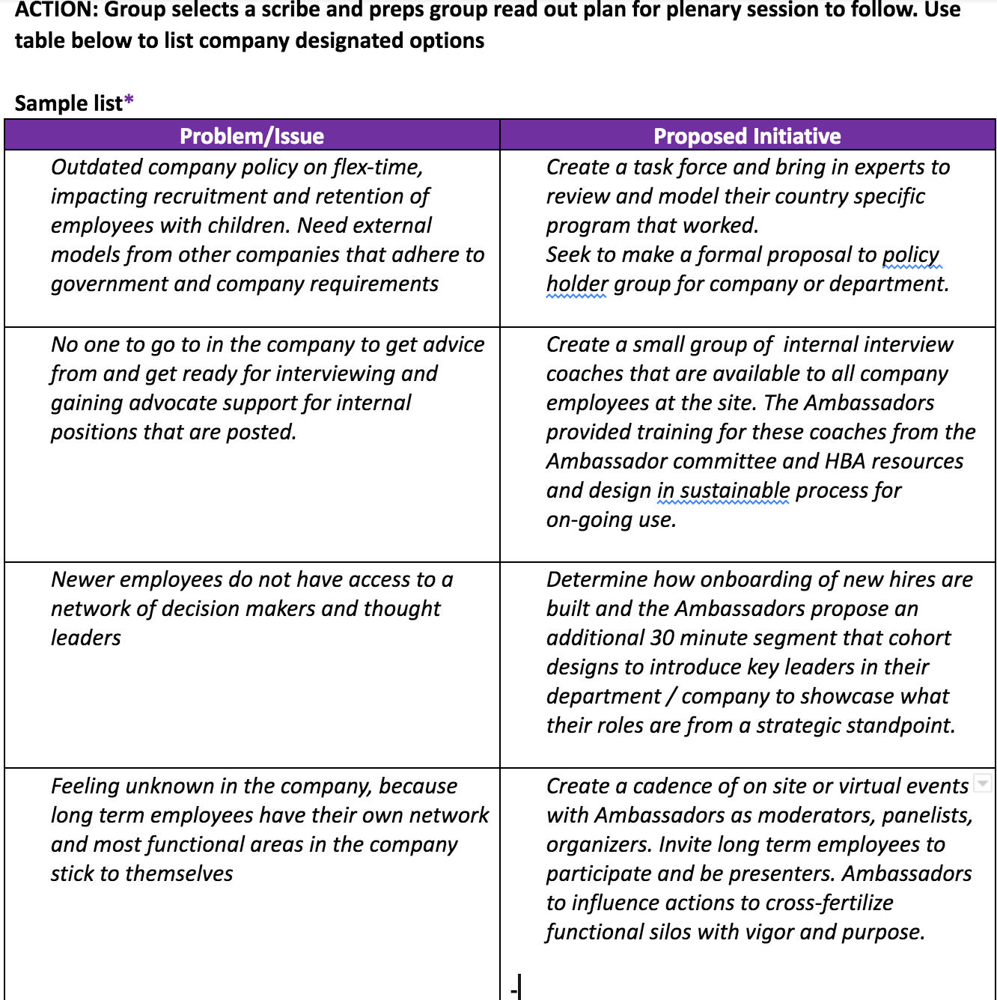 ACTION: Group selects a scribe and preps group read out plan for plenary session to follow. Use
table below to list company designated options
Sample list*
Problem/Issue
Proposed Initiative
Outdated company policy on flex-time,
impacting recruitment and retention of
employees with children. Need external
models from other companies that adhere to
government and company requirements
Create a task force and bring in experts to
review and model their country specific
program that worked.
Seek to make a formal proposal to policy
holder group for company or department.
No one to go to in the company to get advice
from and get ready for interviewing and
gaining advocate support for internal
positions that are posted.
Create a small group of  internal interview
coaches that are available to all company
employees at the site. The Ambassadors
provided training for these coaches from the
Ambassador committee and HBA resources
and design in sustainable process for
on-going use.
Newer employees do not have access to a
network of decision makers and thought
leaders
Determine how onboarding of new hires are
built and the Ambassadors propose an
additional 30 minute segment that cohort
designs to introduce key leaders in their
department / company to showcase what
their roles are from a strategic standpoint.
Feeling unknown in the company, because
long term employees have their own network
and most functional areas in the company
stick to themselves
Create a cadence of on site or virtual events
with Ambassadors as moderators, panelists,
organizers. Invite long term employees to
participate and be presenters. Ambassadors
to influence actions to cross-fertilize
functional silos with vigor and purpose.
-